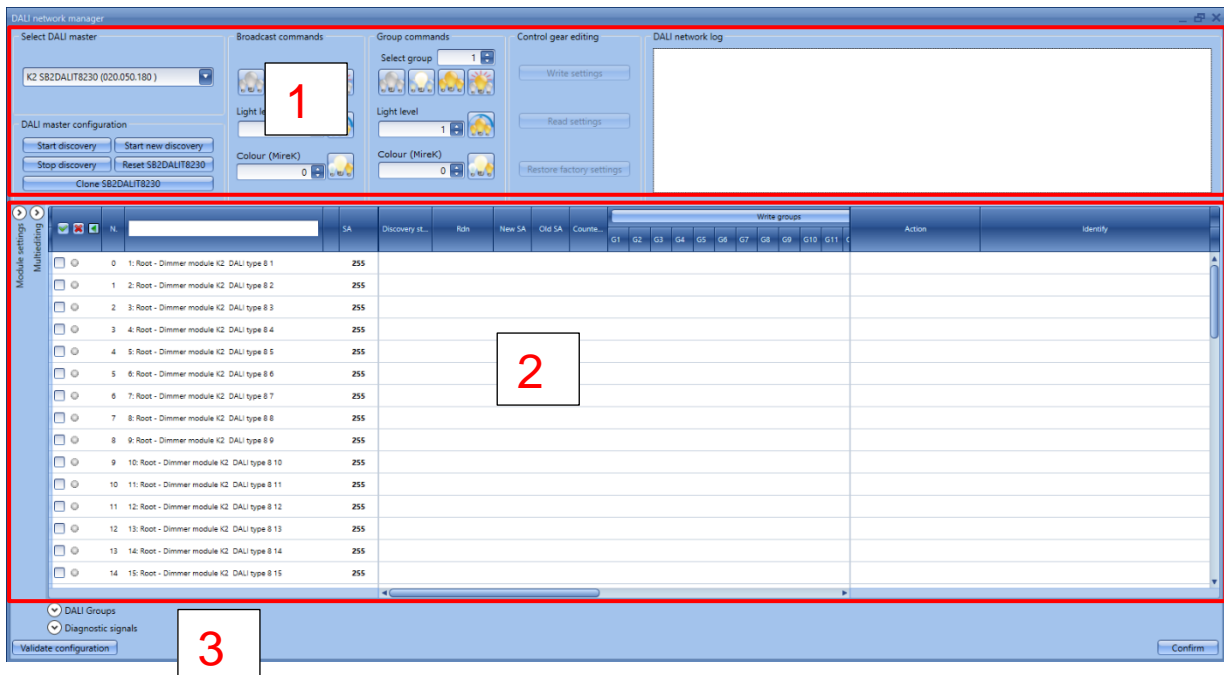 DALI network manager
Select DALI master
K2 SB2DALIT8230 (020.050.180 )
DALI master configuration
Start discovery Start new discovery
Stop discovery Reset SB2DALIT8230
Clone SB2DALIT8230
Broadcast commands
1
Light le
Colour (MireK)
0
Group commands
Select group 1
Light level
1
Colour (MireK)
0
Control gear editing
Write settings
Read settings
Restore factory settings
DALI network log
Module settings
Multiediting
Write groups
N. SA Discovery st... Rdn New SA Old SA Counte... Action Identify
G1 G2 G3 G4 G5 G6 G7 G8 G9 G10 G11
0 1: Root - Dimmer module K2 DALI type 8 1 255
1 2: Root - Dimmer module K2 DALI type 8 2 255
2 3: Root - Dimmer module K2 DALI type 8 3 255
3 4: Root - Dimmer module K2 DALI type 8 4 255
4 5: Root - Dimmer module K2 DALI type 8 5 255
5 6: Root - Dimmer module K2 DALI type 8 6 255
6 7: Root - Dimmer module K2 DALI type 8 7 255
7 8: Root - Dimmer module K2 DALI type 8 8 255
8 9: Root - Dimmer module K2 DALI type 8 9 255
9 10: Root - Dimmer module K2 DALI type 8 10 255
10 11: Root - Dimmer module K2 DALI type 8 11 255
11 12: Root - Dimmer module K2 DALI type 8 12 255
12 13: Root - Dimmer module K2 DALI type 8 13 255
13 14: Root - Dimmer module K2 DALI type 8 14 255
14 15: Root - Dimmer module K2 DALI type 8 15 255
2
DALI Groups
Diagnostic signals
Validate configuration
3
Confirm